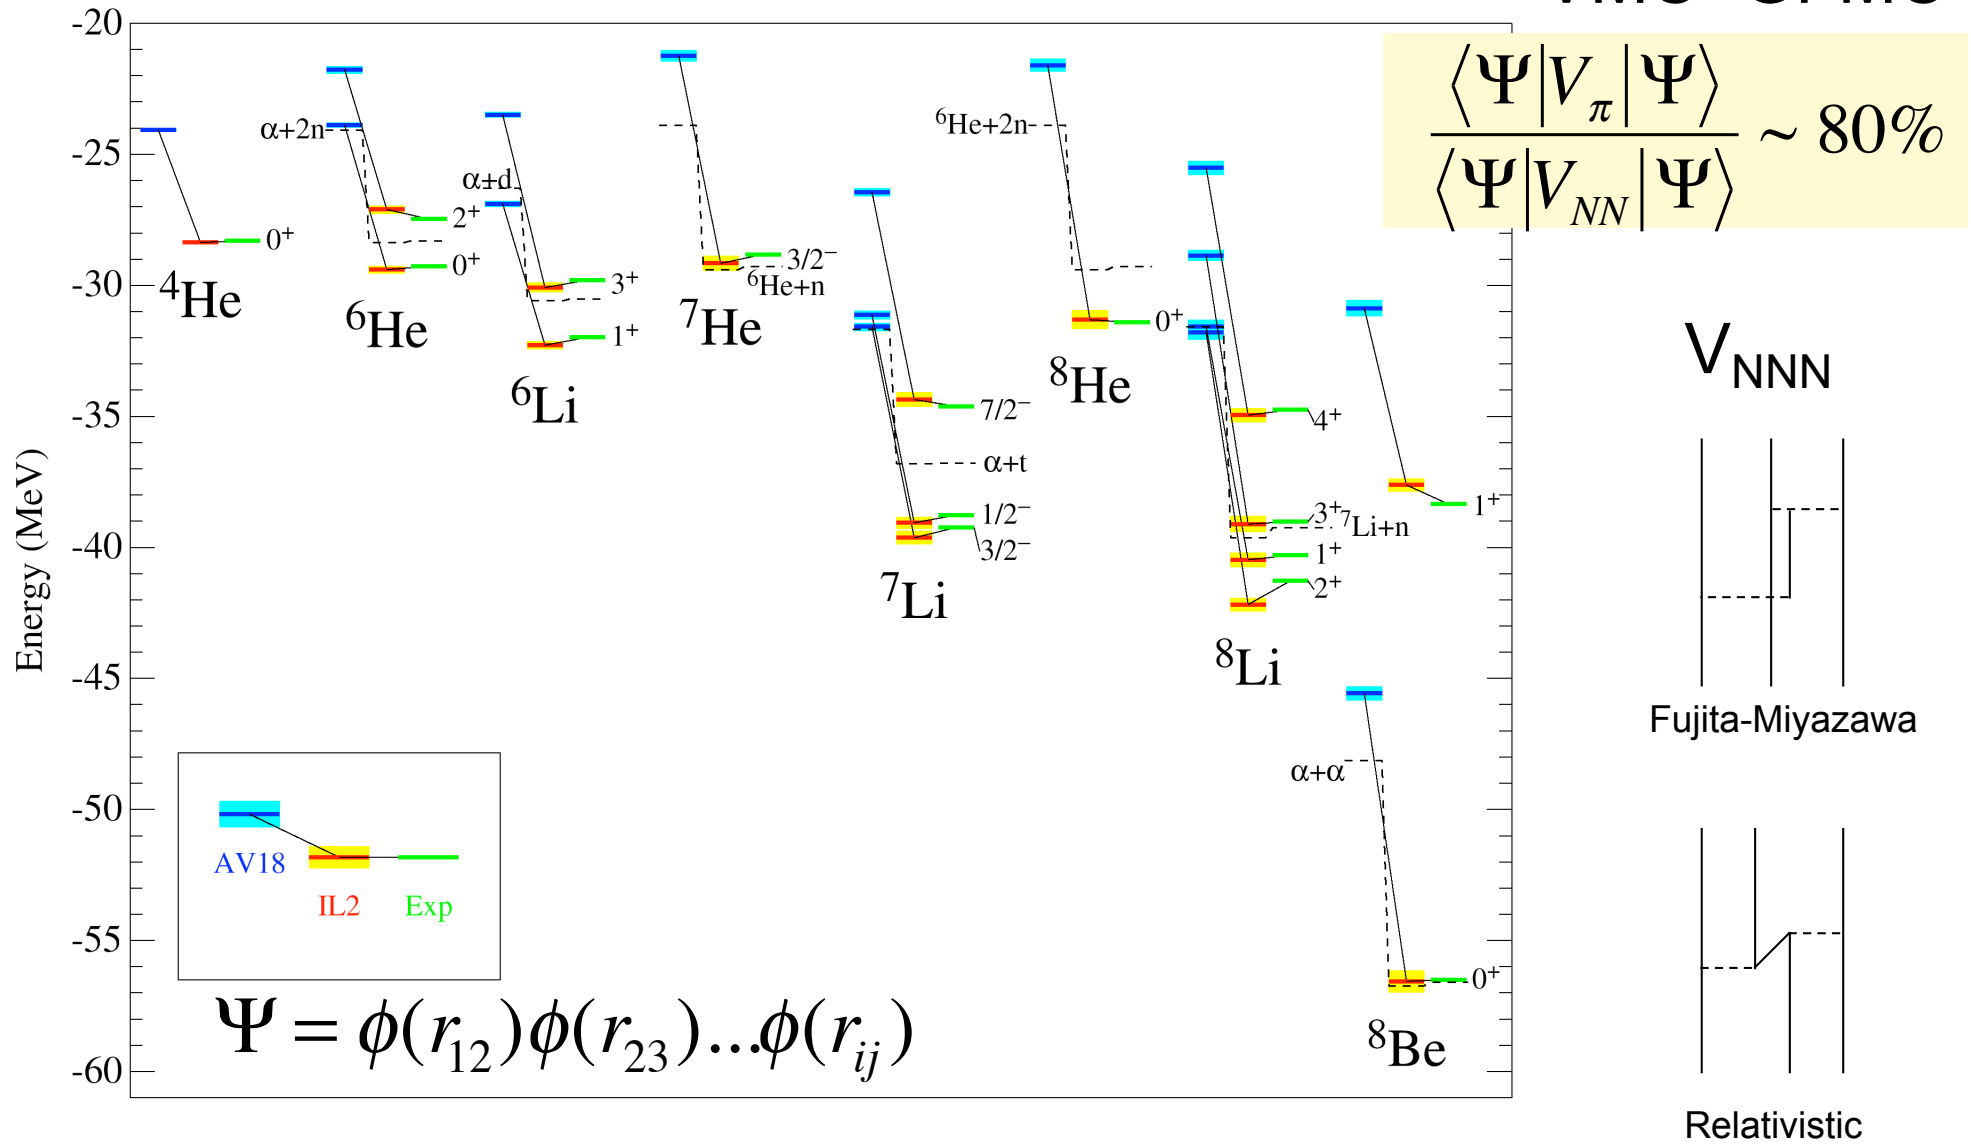 -20
-25
-30
-35
-40
-45
-50
-55
-60
Energy (MeV)
⟨Ψ|V_π|Ψ⟩
⟨Ψ|V_NN|Ψ⟩
~ 80%
α+2n
2⁺
0⁺
0⁺
⁴He
⁶He
α+d
3⁺
1⁺
⁶Li
3/2⁻
⁶He+n
⁷He
7/2⁻
α+t
1/2⁻
3/2⁻
⁷Li
⁶He+2n
0⁺
⁸He
4⁺
3⁺
⁷Li+n
1⁺
2⁺
⁸Li
1⁺
α+α
0⁺
⁸Be
AV18
IL2
Exp
Ψ = ϕ(r₁₂)ϕ(r₂₃)...ϕ(r_ij)
V_NNN
Fujita-Miyazawa
Relativistic